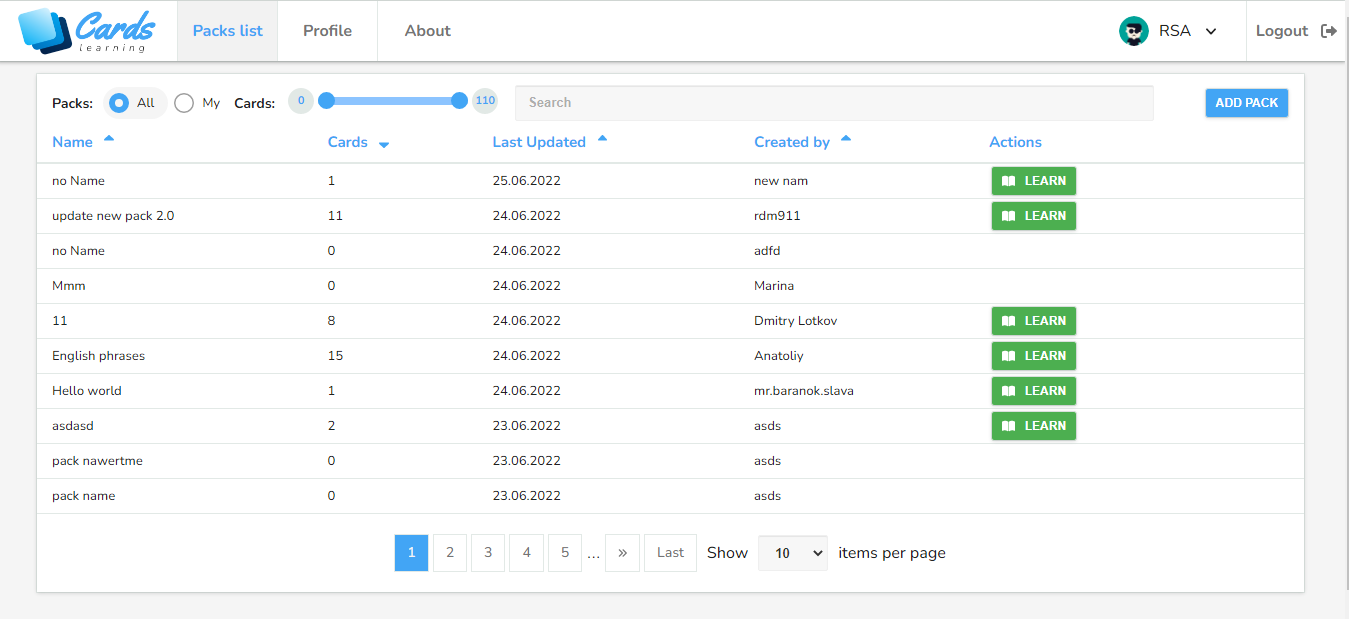 Cards
learning
Packs list
Profile
About
RSA
Logout
Packs: All My Cards: 0 110 Search ADD PACK
Name Cards Last Updated Created by Actions
no Name 1 25.06.2022 new nam LEARN
update new pack 2.0 11 24.06.2022 rdm911 LEARN
no Name 0 24.06.2022 adfd
Mmm 0 24.06.2022 Marina
11 8 24.06.2022 Dmitry Lotkov LEARN
English phrases 15 24.06.2022 Anatoliy LEARN
Hello world 1 24.06.2022 mr.baranok.slava LEARN
asdasd 2 23.06.2022 asds LEARN
pack nawertme 0 23.06.2022 asds
pack name 0 23.06.2022 asds
1 2 3 4 5 ... » Last Show 10 items per page